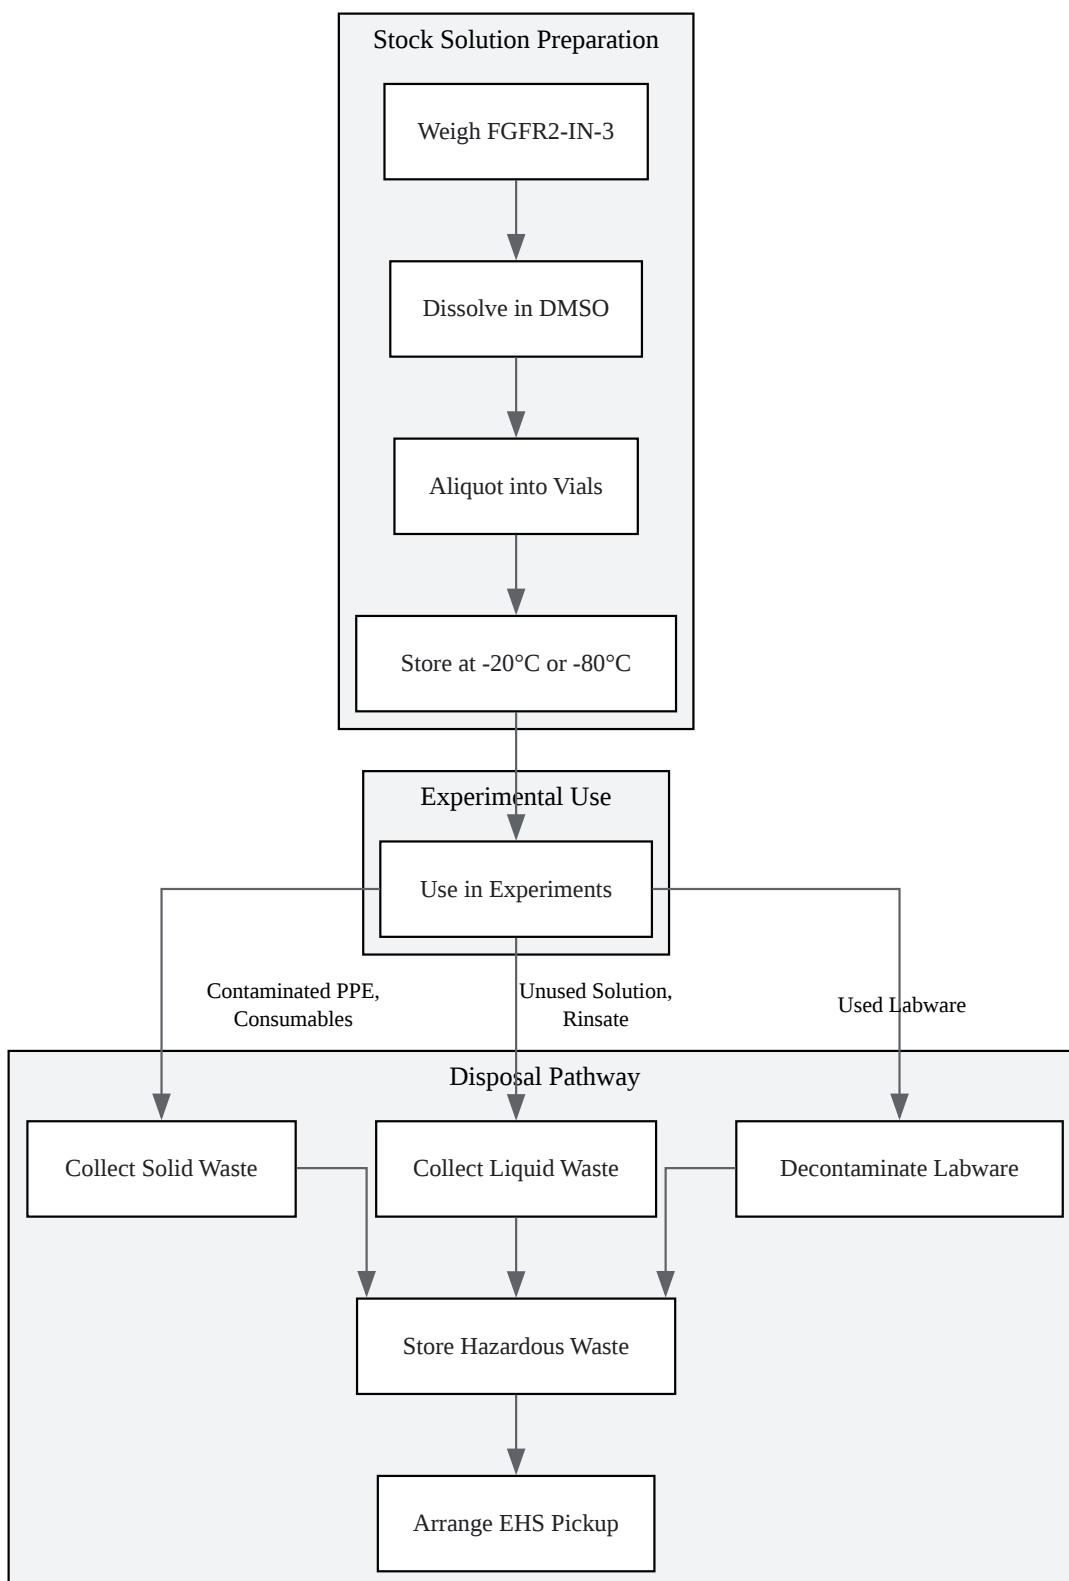 Stock Solution Preparation
Weigh FGFR2-IN-3
Dissolve in DMSO
Aliquot into Vials
Store at -20°C or -80°C
Experimental Use
Use in Experiments
Contaminated PPE,
Consumables
Unused Solution,
Rinsate
Used Labware
Disposal Pathway
Collect Solid Waste
Collect Liquid Waste
Decontaminate Labware
Store Hazardous Waste
Arrange EHS Pickup